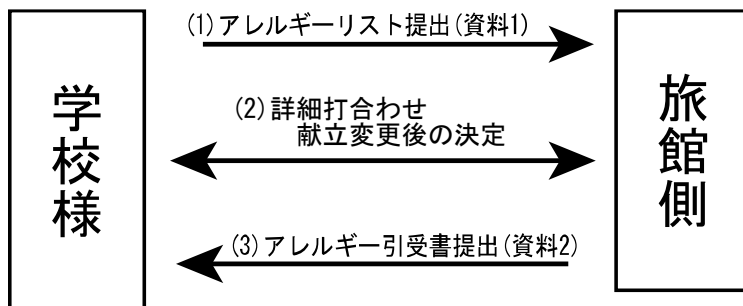 (1)アレルギーリスト提出(資料1)
学校様
(2)詳細打合わせ
献立変更後の決定
旅館側
(3)アレルギー引受書提出(資料2)